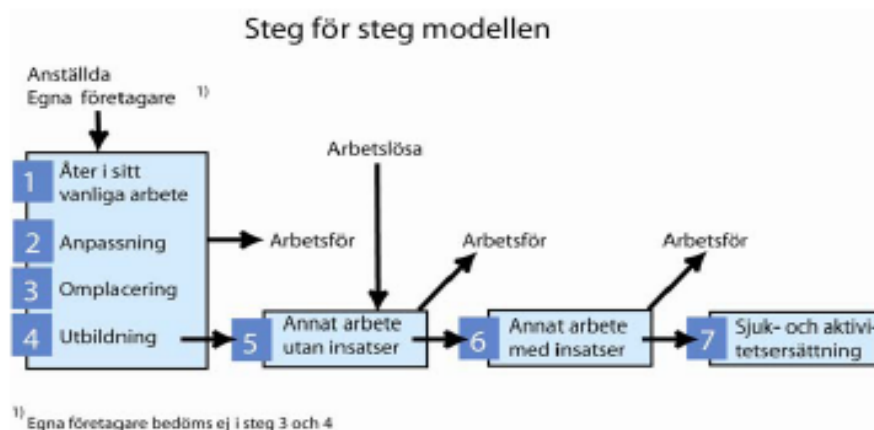 Steg för steg modellen
Anställda
Egna företagare 1)
Arbetslösa
1 Åter i sitt
vanliga arbete
2 Anpassning
3 Omplacering
4 Utbildning
Arbetsför
Arbetsför
Arbetsför
5 Annat arbete
utan insatser
6 Annat arbete
med insatser
7 Sjuk- och aktivi-
tetsersättning
1) Egna företagare bedöms ej i steg 3 och 4